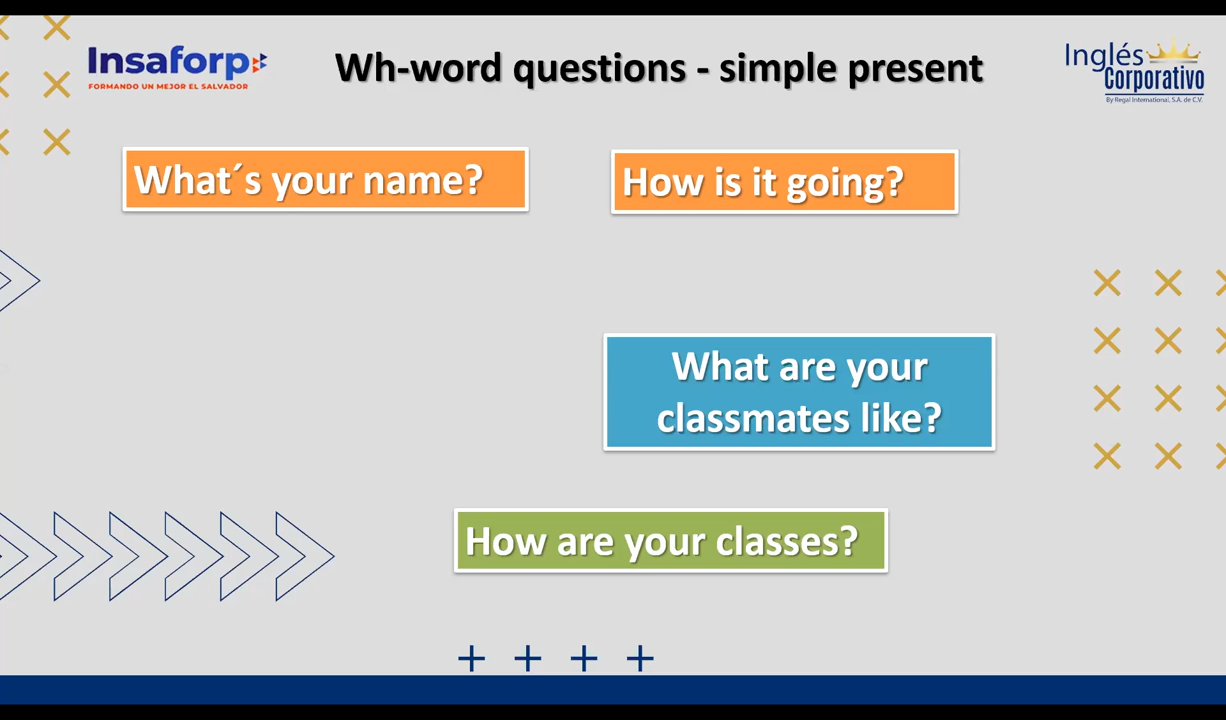 Insaforp
FORMANDO UN MEJOR EL SALVADOR
Wh-word questions - simple present
Inglés
Corporativo
By Regal International, S.A. de C.V.
What´s your name?
How is it going?
What are your
classmates like?
How are your classes?